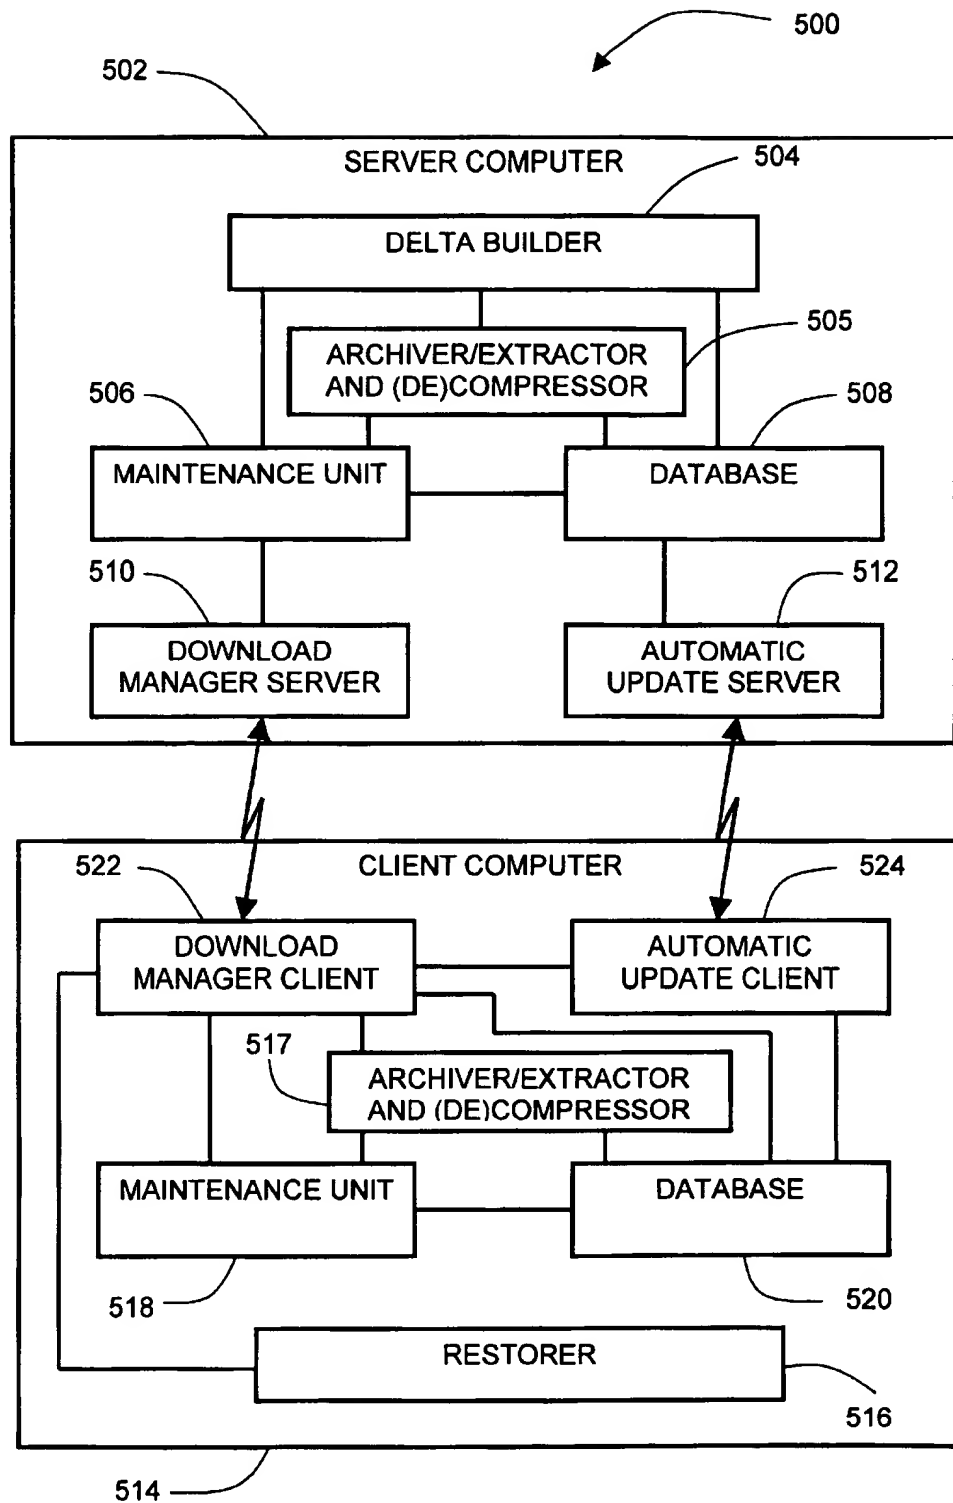 500
502
SERVER COMPUTER
504
DELTA BUILDER
505
ARCHIVER/EXTRACTOR
AND (DE)COMPRESSOR
506
508
MAINTENANCE UNIT
DATABASE
510
512
DOWNLOAD
MANAGER SERVER
AUTOMATIC
UPDATE SERVER
522
CLIENT COMPUTER
524
DOWNLOAD
MANAGER CLIENT
AUTOMATIC
UPDATE CLIENT
517
ARCHIVER/EXTRACTOR
AND (DE)COMPRESSOR
MAINTENANCE UNIT
DATABASE
518
520
RESTORER
516
514